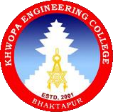 KHWOPA ENGINEERING COLLEGE
ESTD. 2001
BHAKTAPUR